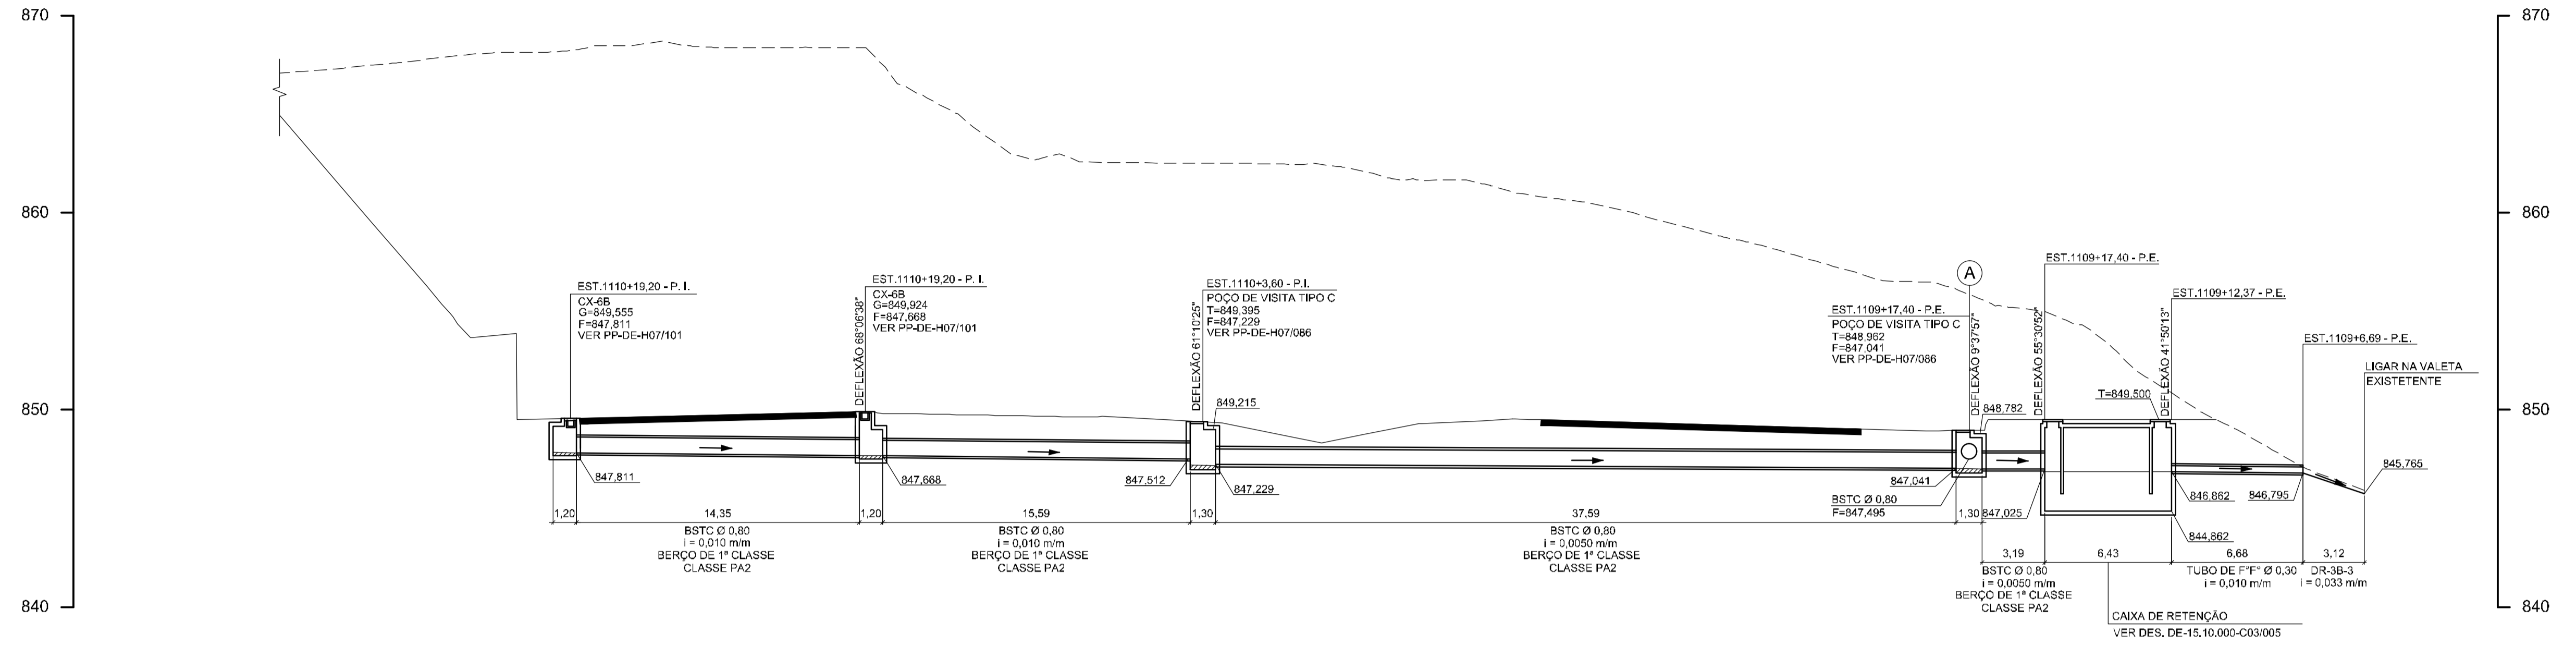 870
860
850
840
EST.1110+19,20 - P. I.
CX-6B
G=849,555
F=847,811
VER PP-DE-H07/101
DEFLEXÃO 68°06'38"
EST.1110+19,20 - P. I.
CX-6B
G=849,924
F=847,668
VER PP-DE-H07/101
DEFLEXÃO 61°10'25"
EST.1110+3,60 - P.I.
POÇO DE VISITA TIPO C
T=849,395
F=847,229
VER PP-DE-H07/086
849,215
A
EST.1109+17,40 - P.E.
POÇO DE VISITA TIPO C
T=848,962
F=847,041
VER PP-DE-H07/086
DEFLEXÃO 9°37'57"
848,782
DEFLEXÃO 55°30'52"
EST.1109+17,40 - P.E.
T=849,500
DEFLEXÃO 41°50'13"
EST.1109+12,37 - P.E.
EST.1109+6,69 - P.E.
LIGAR NA VALETA
EXISTETENTE
847,811
847,668
847,512
847,229
847,041
BSTC Ø 0,80
F=847,495
847,025
846,862
846,795
845,765
844,862
1,20
14,35
BSTC Ø 0,80
i = 0,010 m/m
BERÇO DE 1ª CLASSE
CLASSE PA2
1,20
15,59
BSTC Ø 0,80
i = 0,010 m/m
BERÇO DE 1ª CLASSE
CLASSE PA2
1,30
37,59
BSTC Ø 0,80
i = 0,0050 m/m
BERÇO DE 1ª CLASSE
CLASSE PA2
1,30
3,19
BSTC Ø 0,80
i = 0,0050 m/m
BERÇO DE 1ª CLASSE
CLASSE PA2
6,43
CAIXA DE RETENÇÃO
VER DES. DE-15.10.000-C03/005
6,68
TUBO DE F°F° Ø 0,30
i = 0,010 m/m
3,12
DR-3B-3
i = 0,033 m/m
870
860
850
840